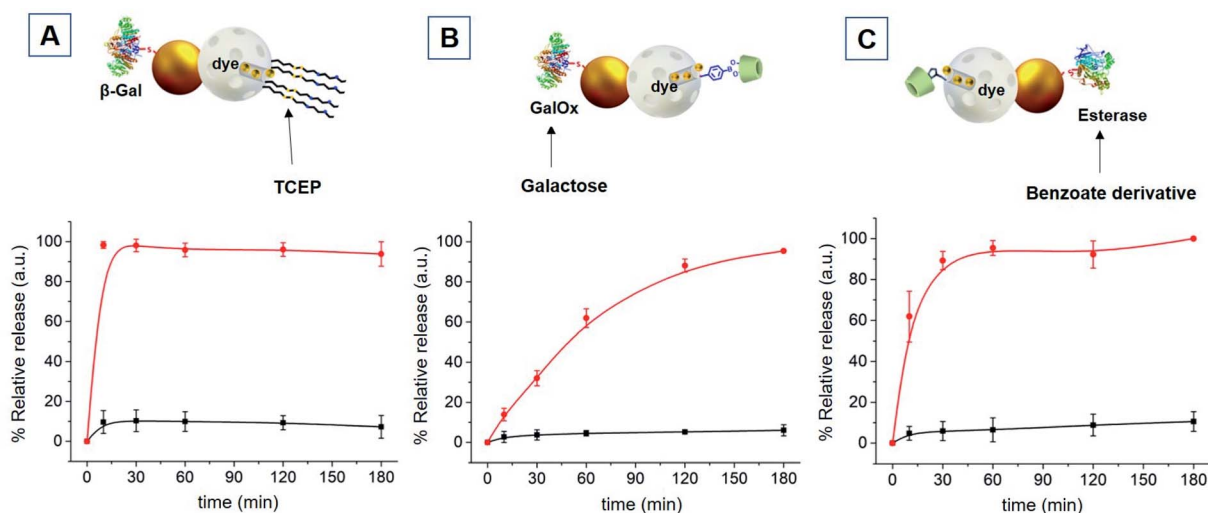 A
dye
S
β-Gal
TCEP
B
dye
S
O
B
O
GalOx
Galactose
C
dye
S
Esterase
Benzoate derivative
% Relative release (a.u.)
100
80
60
40
20
0
0 30 60 90 120 150 180
time (min)
% Relative release (a.u.)
100
80
60
40
20
0
0 30 60 90 120 150 180
time (min)
% Relative release (a.u.)
100
80
60
40
20
0
0 30 60 90 120 150 180
time (min)